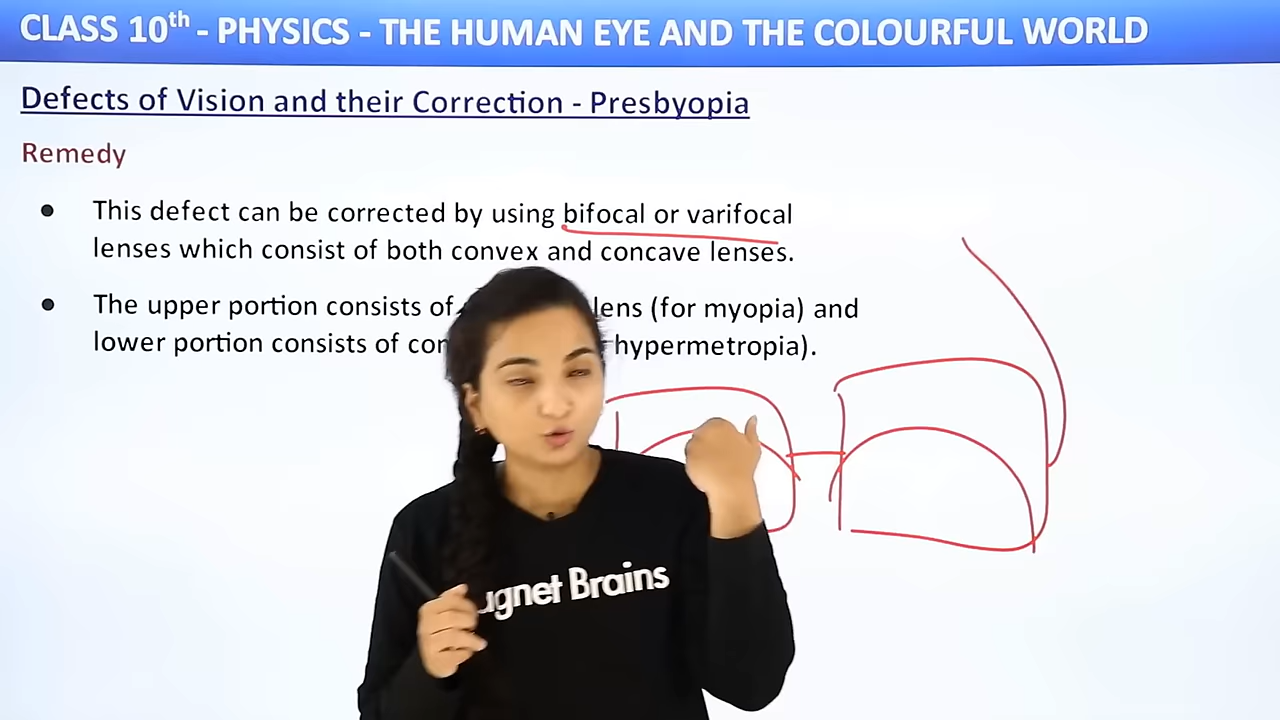 CLASS 10th - PHYSICS - THE HUMAN EYE AND THE COLOURFUL WORLD
Defects of Vision and their Correction - Presbyopia
Remedy
This defect can be corrected by using bifocal or varifocal
lenses which consist of both convex and concave lenses.
The upper portion consists of lens (for myopia) and
lower portion consists of hypermetropia).
Brains